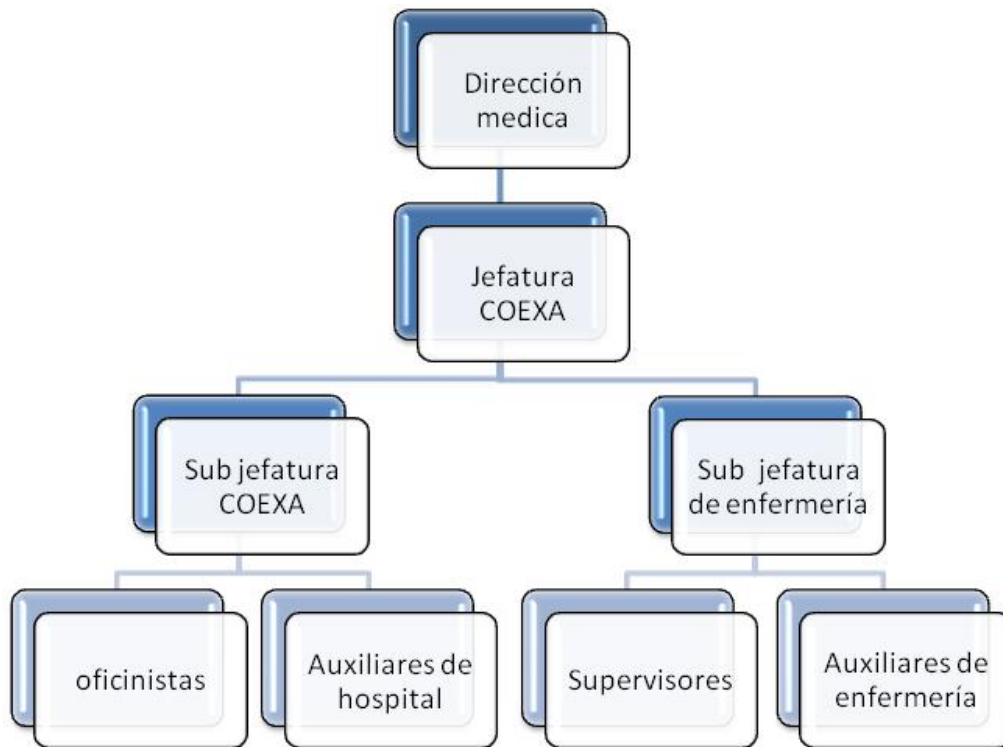 Dirección
medica
Jefatura
COEXA
Sub jefatura
COEXA
Sub jefatura
de enfermería
oficinistas
Auxiliares de
hospital
Supervisores
Auxiliares de
enfermería